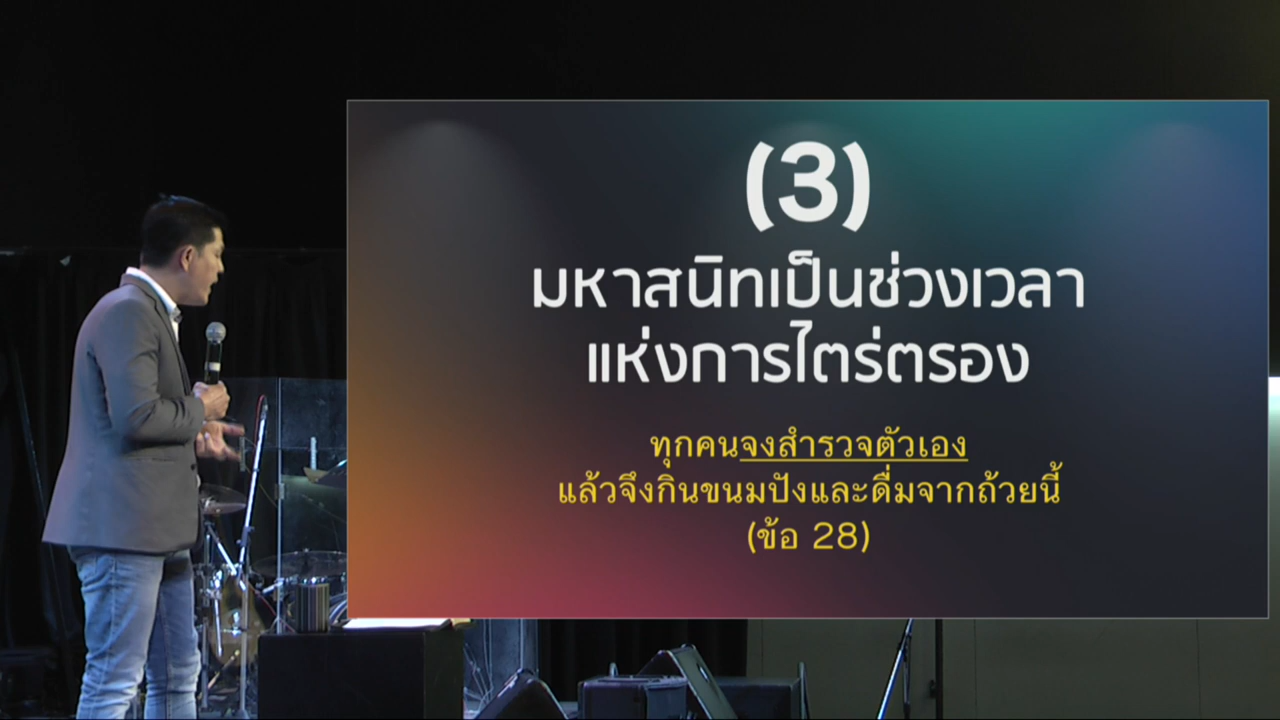 (3)
มหาสนิทเป็นช่วงเวลา
แห่งการไตร่ตรอง
ทุกคนจงสำรวจตัวเอง
แล้วจึงกินขนมปังและดื่มจากถ้วยนี้
(ข้อ 28)